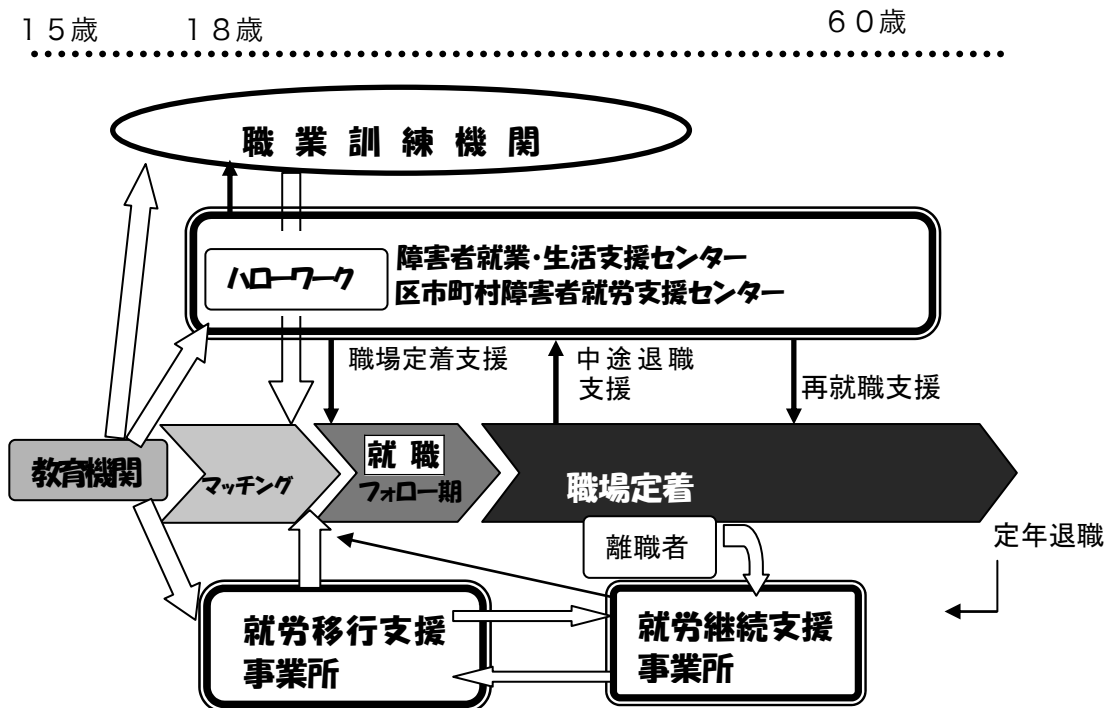 １５歳
１８歳
６０歳
職業訓練機関
ハローワーク
障害者就業・生活支援センター
区市町村障害者就労支援センター
職場定着支援
中途退職
支援
再就職支援
教育機関
マッチング
就職
フォロー期
職場定着
離職者
定年退職
就労移行支援
事業所
就労継続支援
事業所